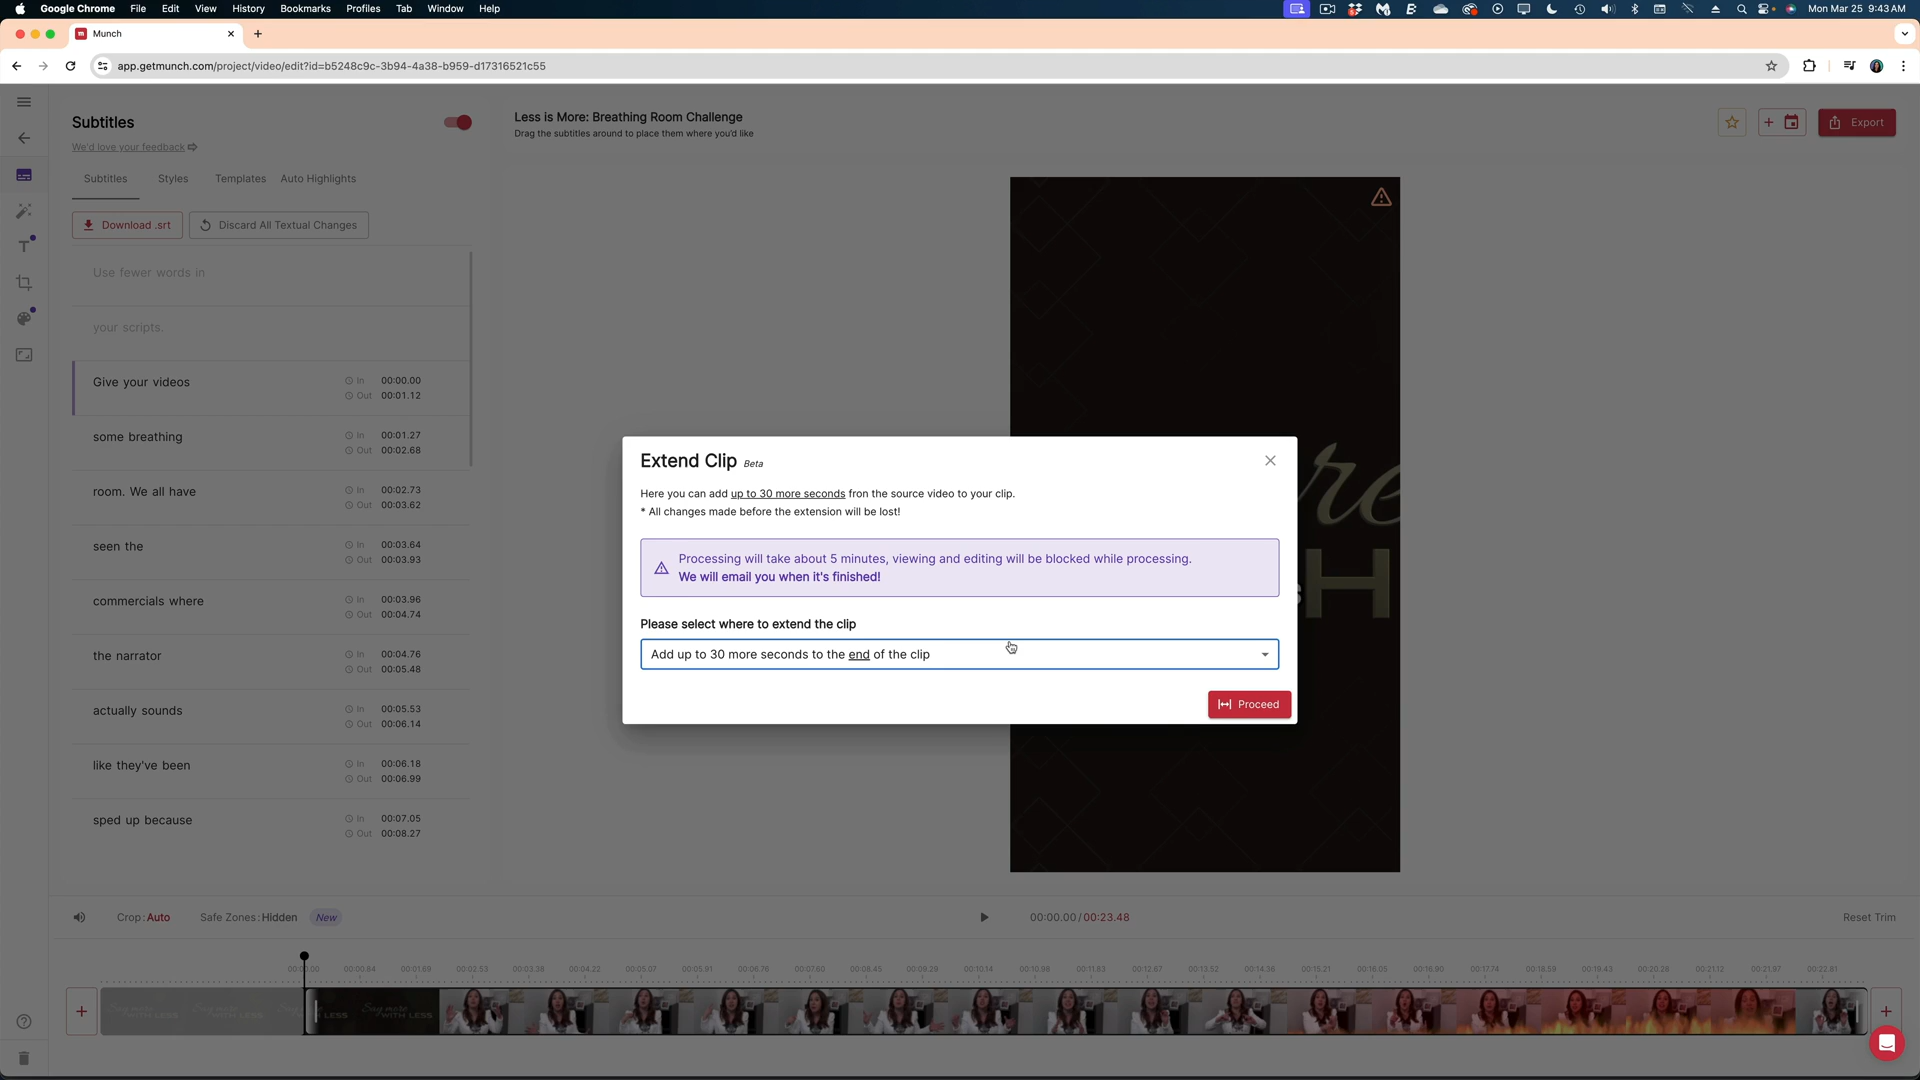 Google Chrome File Edit View History Bookmarks Profiles Tab Window Help
Mon Mar 25 9:43 AM
Munch
app.getmunch.com/project/video/edit?id=b5248c9c-3b94-4a38-b959-d17316521c55
Subtitles
We'd love your feedback
Less is More: Breathing Room Challenge
Drag the subtitles around to place them where you'd like
Export
Subtitles Styles Templates Auto Highlights
Download .srt Discard All Textual Changes
Use fewer words in
your scripts.
Give your videos
In 00:00.00
Out 00:01.12
some breathing
In 00:01.27
Out 00:02.68
room. We all have
In 00:02.73
Out 00:03.62
seen the
In 00:03.64
Out 00:03.93
commercials where
In 00:03.96
Out 00:04.74
the narrator
In 00:04.76
Out 00:05.48
actually sounds
In 00:05.53
Out 00:06.14
like they've been
In 00:06.18
Out 00:06.99
sped up because
In 00:07.05
Out 00:08.27
Extend Clip Beta
Here you can add up to 30 more seconds fron the source video to your clip.
* All changes made before the extension will be lost!
Processing will take about 5 minutes, viewing and editing will be blocked while processing.
We will email you when it's finished!
Please select where to extend the clip
Add up to 30 more seconds to the end of the clip
Proceed
re
H
Crop: Auto Safe Zones: Hidden New
00:00.00/00:23.48
Reset Trim
00:00.84 00:01.69 00:02.53 00:03.38 00:04.22 00:05.07 00:05.91 00:06.76 00:07.60 00:08.45 00:09.29 00:10.14 00:10.98 00:11.83 00:12.67 00:13.52 00:14.36 00:15.21 00:16.05 00:16.90 00:17.74 00:18.59 00:19.43 00:20.28 00:21.12 00:21.97 00:22.81
Say more
WITH LESS